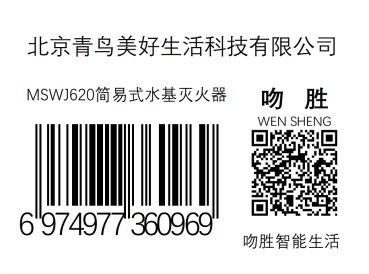 北京青鸟美好生活科技有限公司
MSWJ620简易式水基灭火器
吻 胜
WEN SHENG
6 974977 360969
吻胜智能生活